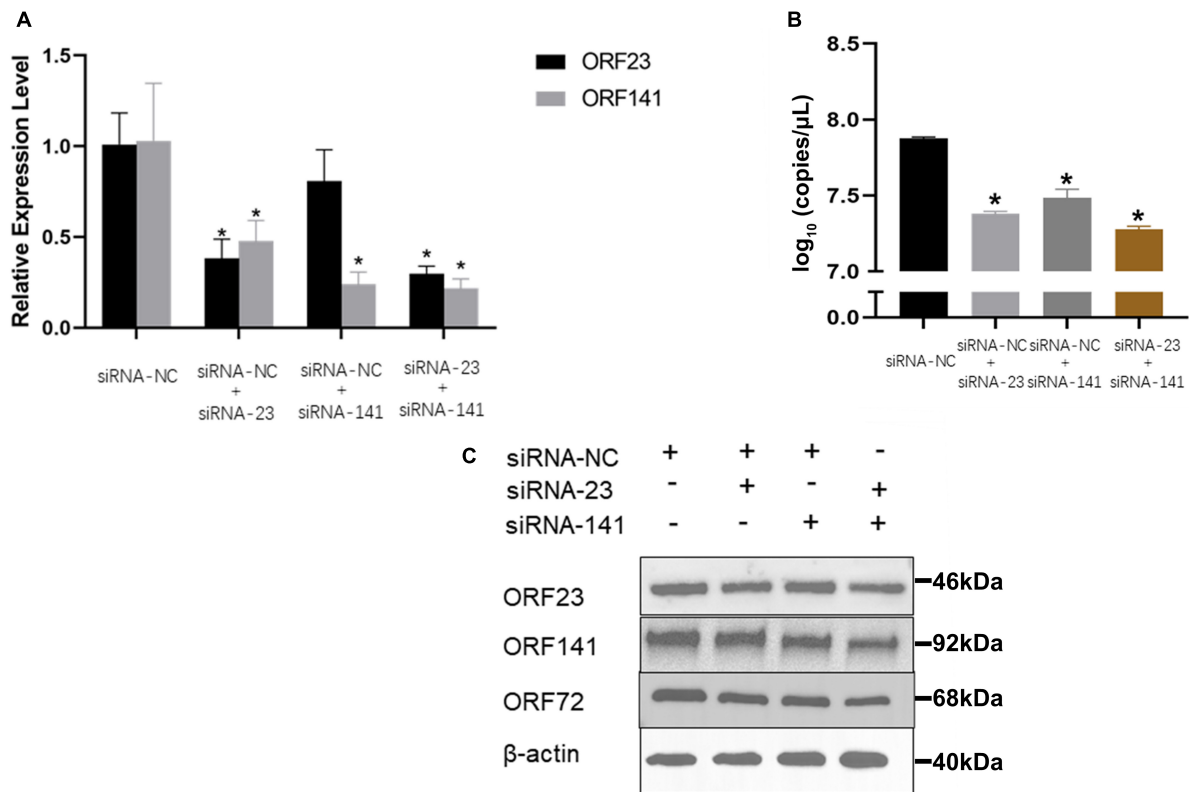 A
Relative Expression Level
1.5
1.0
0.5
0.0
ORF23
ORF141
*
*
*
*
*
siRNA-NC
siRNA-NC
+
siRNA-23
siRNA-NC
+
siRNA-141
siRNA-23
+
siRNA-141
B
log10 (copies/μL)
8.5
8.0
7.5
7.0
0.0
*
*
*
siRNA-NC
siRNA-NC
+
siRNA-23
siRNA-NC
+
siRNA-141
siRNA-23
+
siRNA-141
C
siRNA-NC + + + -
siRNA-23 - + - +
siRNA-141 - - + +
ORF23 46kDa
ORF141 92kDa
ORF72 68kDa
β-actin 40kDa